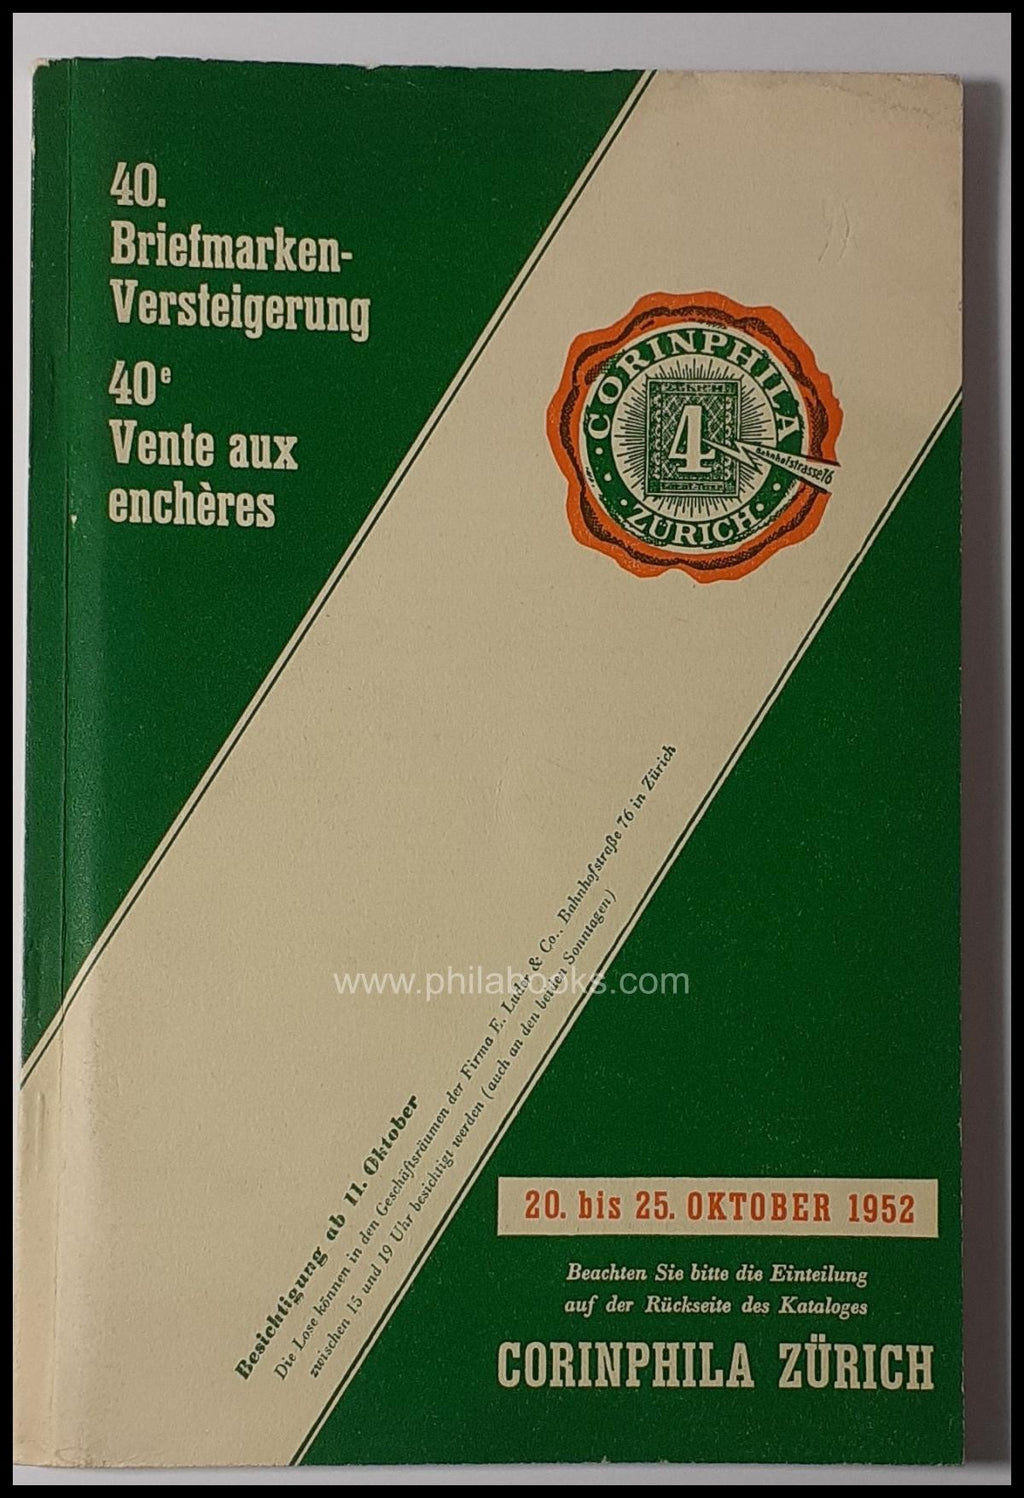 40.
Briefmarken-
Versteigerung
40e
Vente aux
enchères
CORINPHILA
ZÜRICH
4
Bahnhofstrasse 76
ZÜRICH
Besichtigung ab 11. Oktober
Die Lose können in den Geschäftsräumen der Firma E. Luder & Co., Bahnhofstraße 76 in Zürich
zwischen 15 und 19 Uhr besichtigt werden (auch an den beiden Sonntagen)
www.philabooks.com
20. bis 25. OKTOBER 1952
Beachten Sie bitte die Einteilung
auf der Rückseite des Kataloges
CORINPHILA ZÜRICH